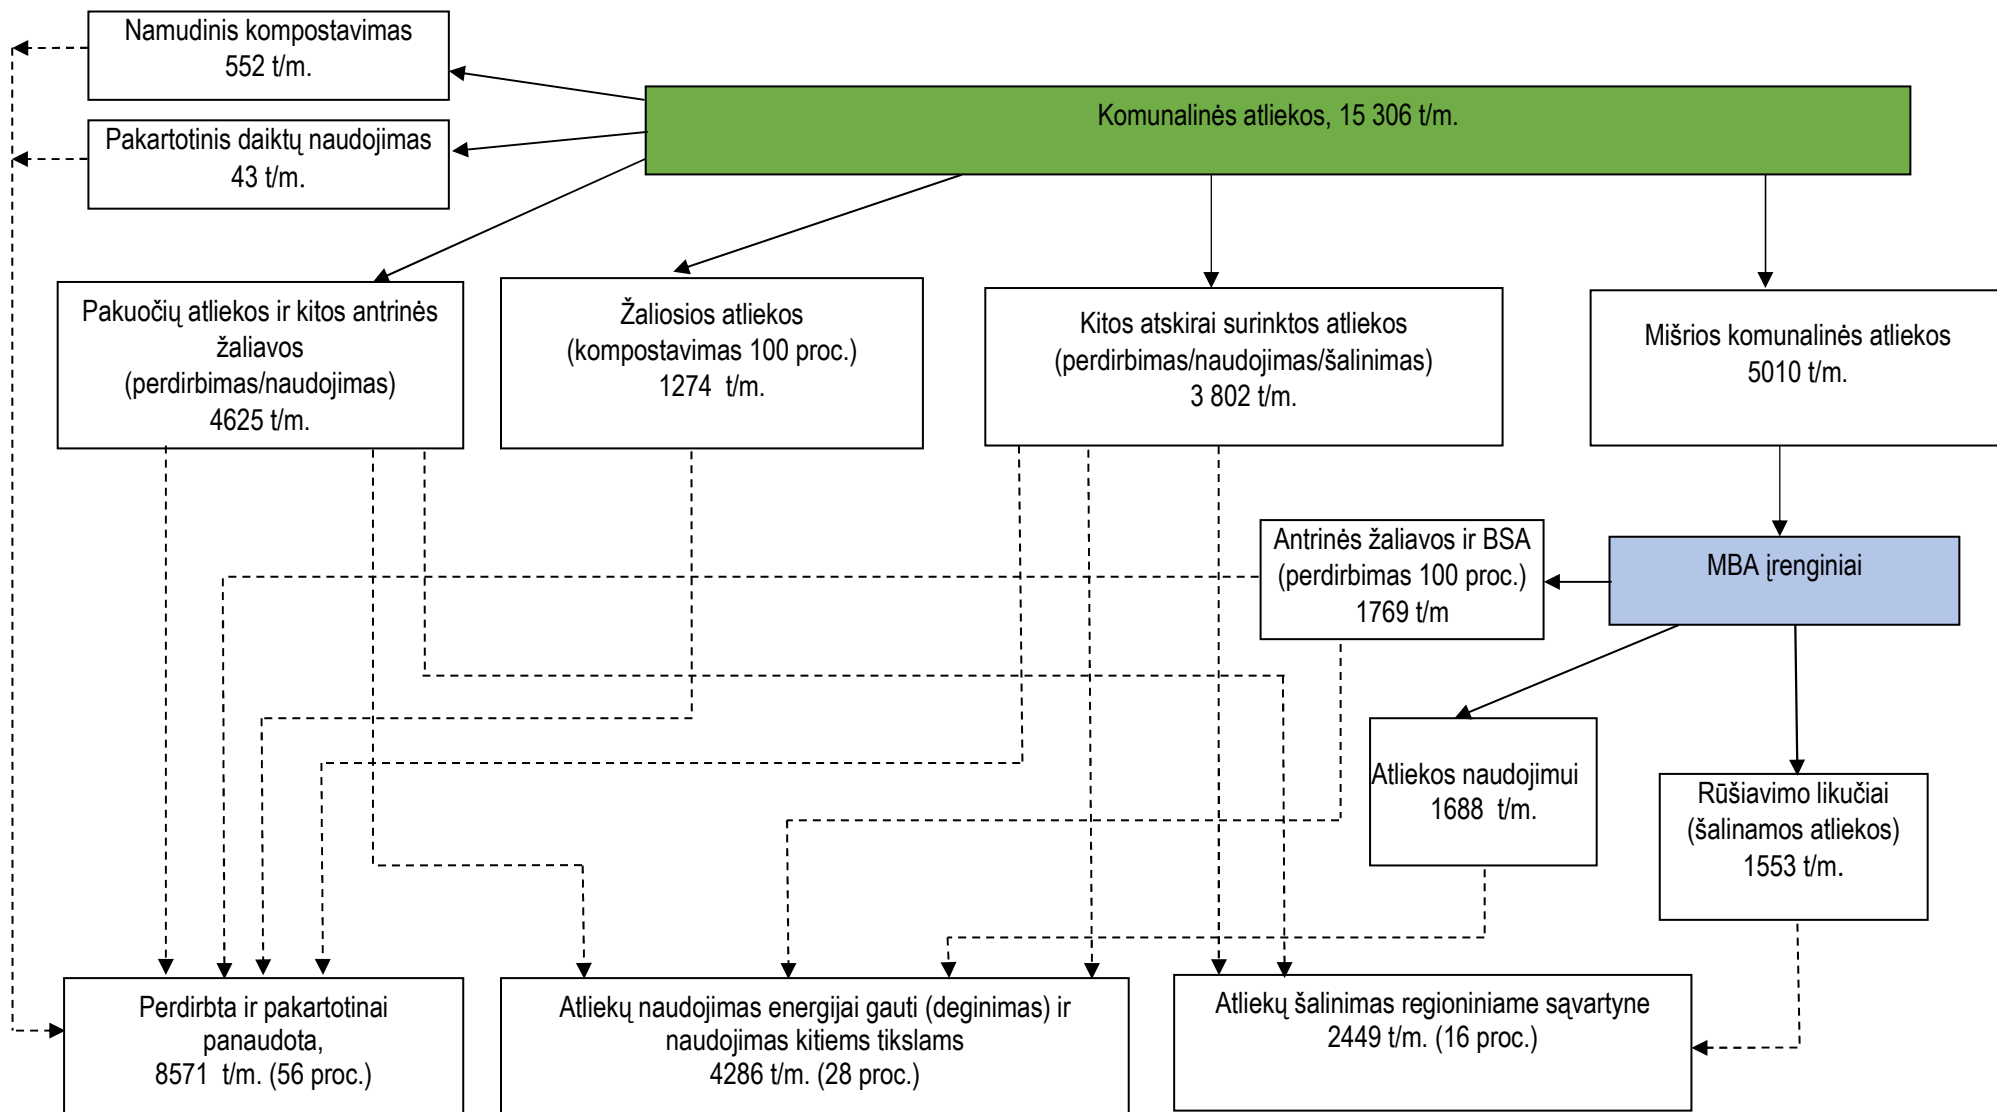 Namudinis kompostavimas
552 t/m.
Komunalinės atliekos, 15 306 t/m.
Pakartotinis daiktų naudojimas
43 t/m.
Pakuočių atliekos ir kitos antrinės
žaliavos
(perdirbimas/naudojimas)
4625 t/m.
Žaliosios atliekos
(kompostavimas 100 proc.)
1274 t/m.
Kitos atskirai surinktos atliekos
(perdirbimas/naudojimas/šalinimas)
3 802 t/m.
Mišrios komunalinės atliekos
5010 t/m.
Antrinės žaliavos ir BSA
(perdirbimas 100 proc.)
1769 t/m
MBA įrenginiai
Atliekos naudojimui
1688 t/m.
Rūšiavimo likučiai
(šalinamos atliekos)
1553 t/m.
Perdirbta ir pakartotinai
panaudota,
8571 t/m. (56 proc.)
Atliekų naudojimas energijai gauti (deginimas) ir
naudojimas kitiems tikslams
4286 t/m. (28 proc.)
Atliekų šalinimas regioniniame sąvartyne
2449 t/m. (16 proc.)